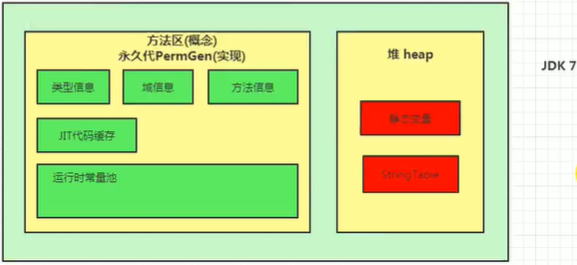 方法区(概念)
永久代PermGen(实现)
堆 heap
JDK 7
类型信息
域信息
方法信息
静态变量
JIT代码缓存
String Table
运行时常量池